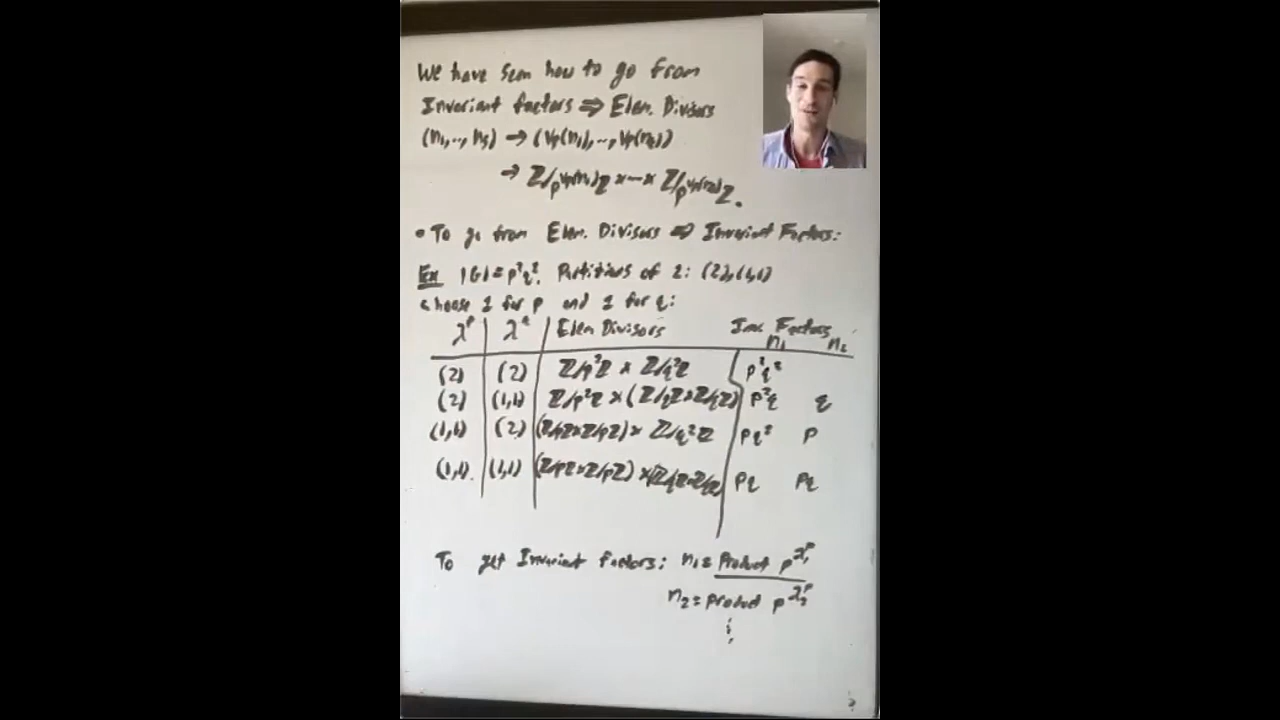 We have seen how to go from
Invariant factors ⇒ Elem. Divisors
(n₁,..., nₛ) → (vₚ(n₁),..., vₚ(nₛ))
→ ℤ/p^{vₚ(n₁)}ℤ × ··· × ℤ/p^{vₚ(nₛ)}ℤ.
• To go from Elem. Divisors ⇒ Invariant Factors:
Ex |G| = p²q². Partitions of 2: (2), (1,1)
choose 1 for p and 1 for q:
λᵖ λ^q Elem Divisors Inv. Factors
n₁ n₂
(2) (2) ℤ/p²ℤ × ℤ/q²ℤ p²q²
(2) (1,1) ℤ/p²ℤ × (ℤ/qℤ×ℤ/qℤ) p²q q
(1,1) (2) (ℤ/pℤ×ℤ/pℤ) × ℤ/q²ℤ pq² p
(1,1) (1,1) (ℤ/pℤ×ℤ/pℤ) × (ℤ/qℤ×ℤ/qℤ) pq pq
To get Invariant factors: n₁ = Product p^{λ₁ᵖ}
n₂ = product p^{λ₂ᵖ}
⋮